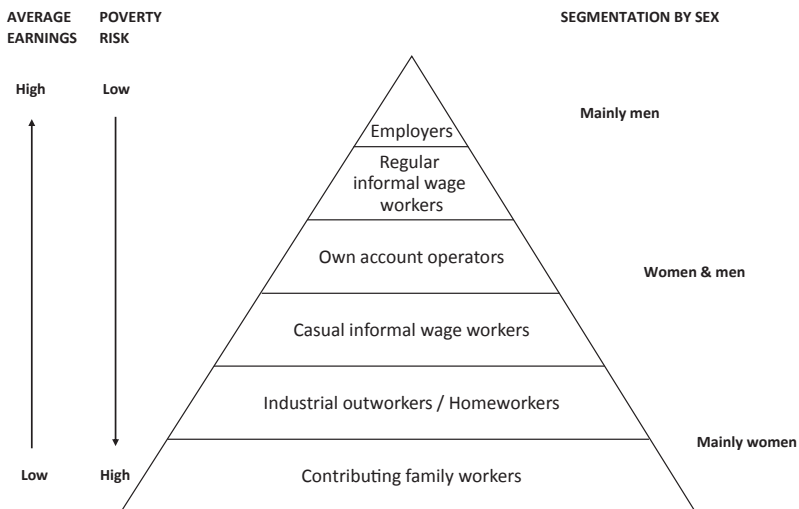 AVERAGE EARNINGS
POVERTY RISK
SEGMENTATION BY SEX
High
Low
Mainly men
Employers
Regular
informal wage
workers
Own account operators
Women & men
Casual informal wage workers
Industrial outworkers / Homeworkers
Mainly women
Low
High
Contributing family workers